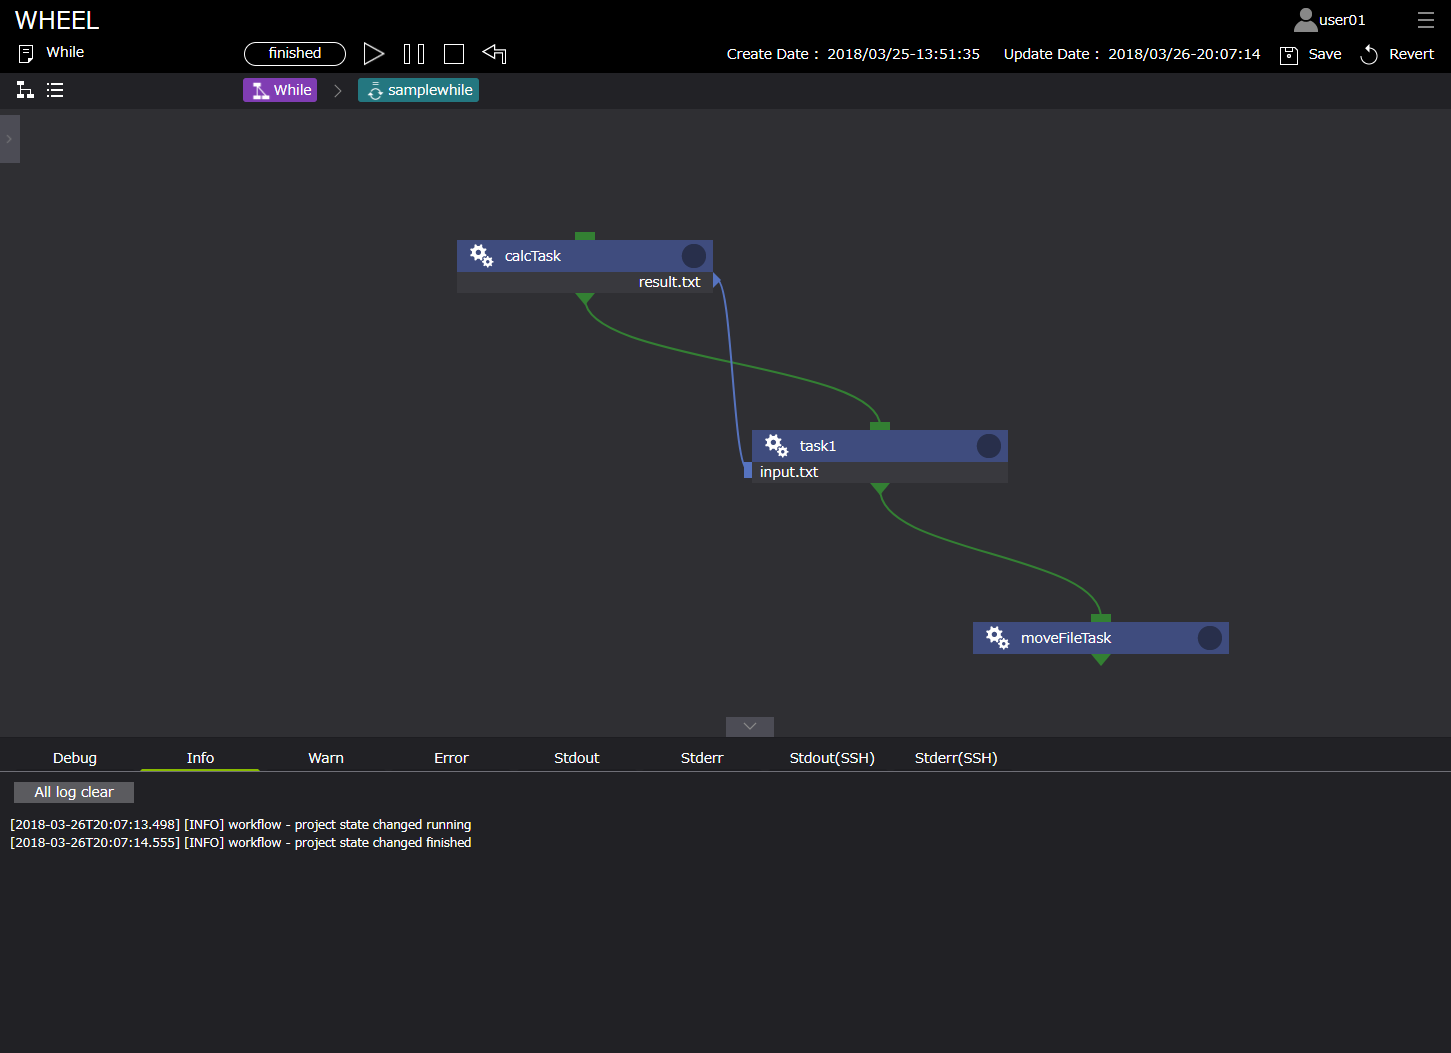 WHEEL
user01
While
finished
Create Date : 2018/03/25-13:51:35
Update Date : 2018/03/26-20:07:14
Save
Revert
While
samplewhile
calcTask
result.txt
task1
input.txt
moveFileTask
Debug
Info
Warn
Error
Stdout
Stderr
Stdout(SSH)
Stderr(SSH)
All log clear
[2018-03-26T20:07:13.498] [INFO] workflow - project state changed running
[2018-03-26T20:07:14.555] [INFO] workflow - project state changed finished